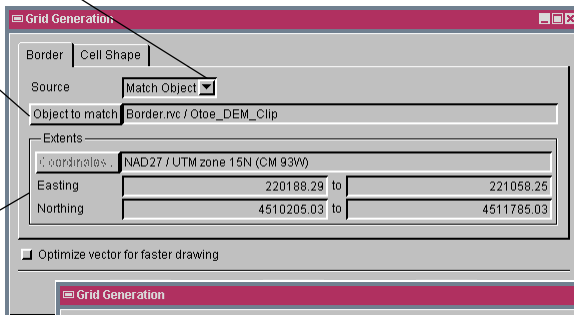 Grid Generation
Border Cell Shape
Source Match Object
Object to match Border.rvc / Otoe_DEM_Clip
Extents
Coordinates . NAD27 / UTM zone 15N (CM 93W)
Easting 220188.29 to 221058.25
Northing 4510205.03 to 4511785.03
Optimize vector for faster drawing
Grid Generation